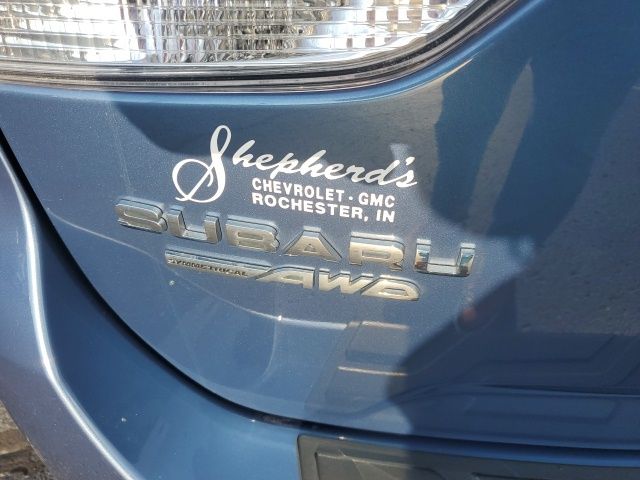 Shepherd's
CHEVROLET - GMC
ROCHESTER, IN
SUBARU
SYMMETRICAL AWD